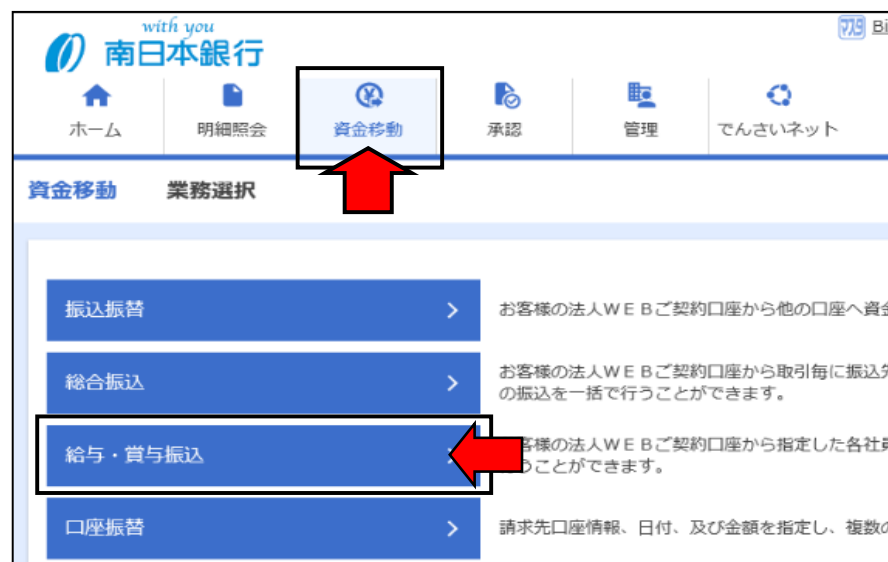 with you
南日本銀行
ホーム
明細照会
資金移動
承認
管理
でんさいネット
資金移動 業務選択
振込振替
お客様の法人WEBご契約口座から他の口座へ資
総合振込
お客様の法人WEBご契約口座から取引毎に振込
の振込を一括で行うことができます。
給与・賞与振込
客様の法人WEBご契約口座から指定した各社
うことができます。
口座振替
請求先口座情報、日付、及び金額を指定し、複数